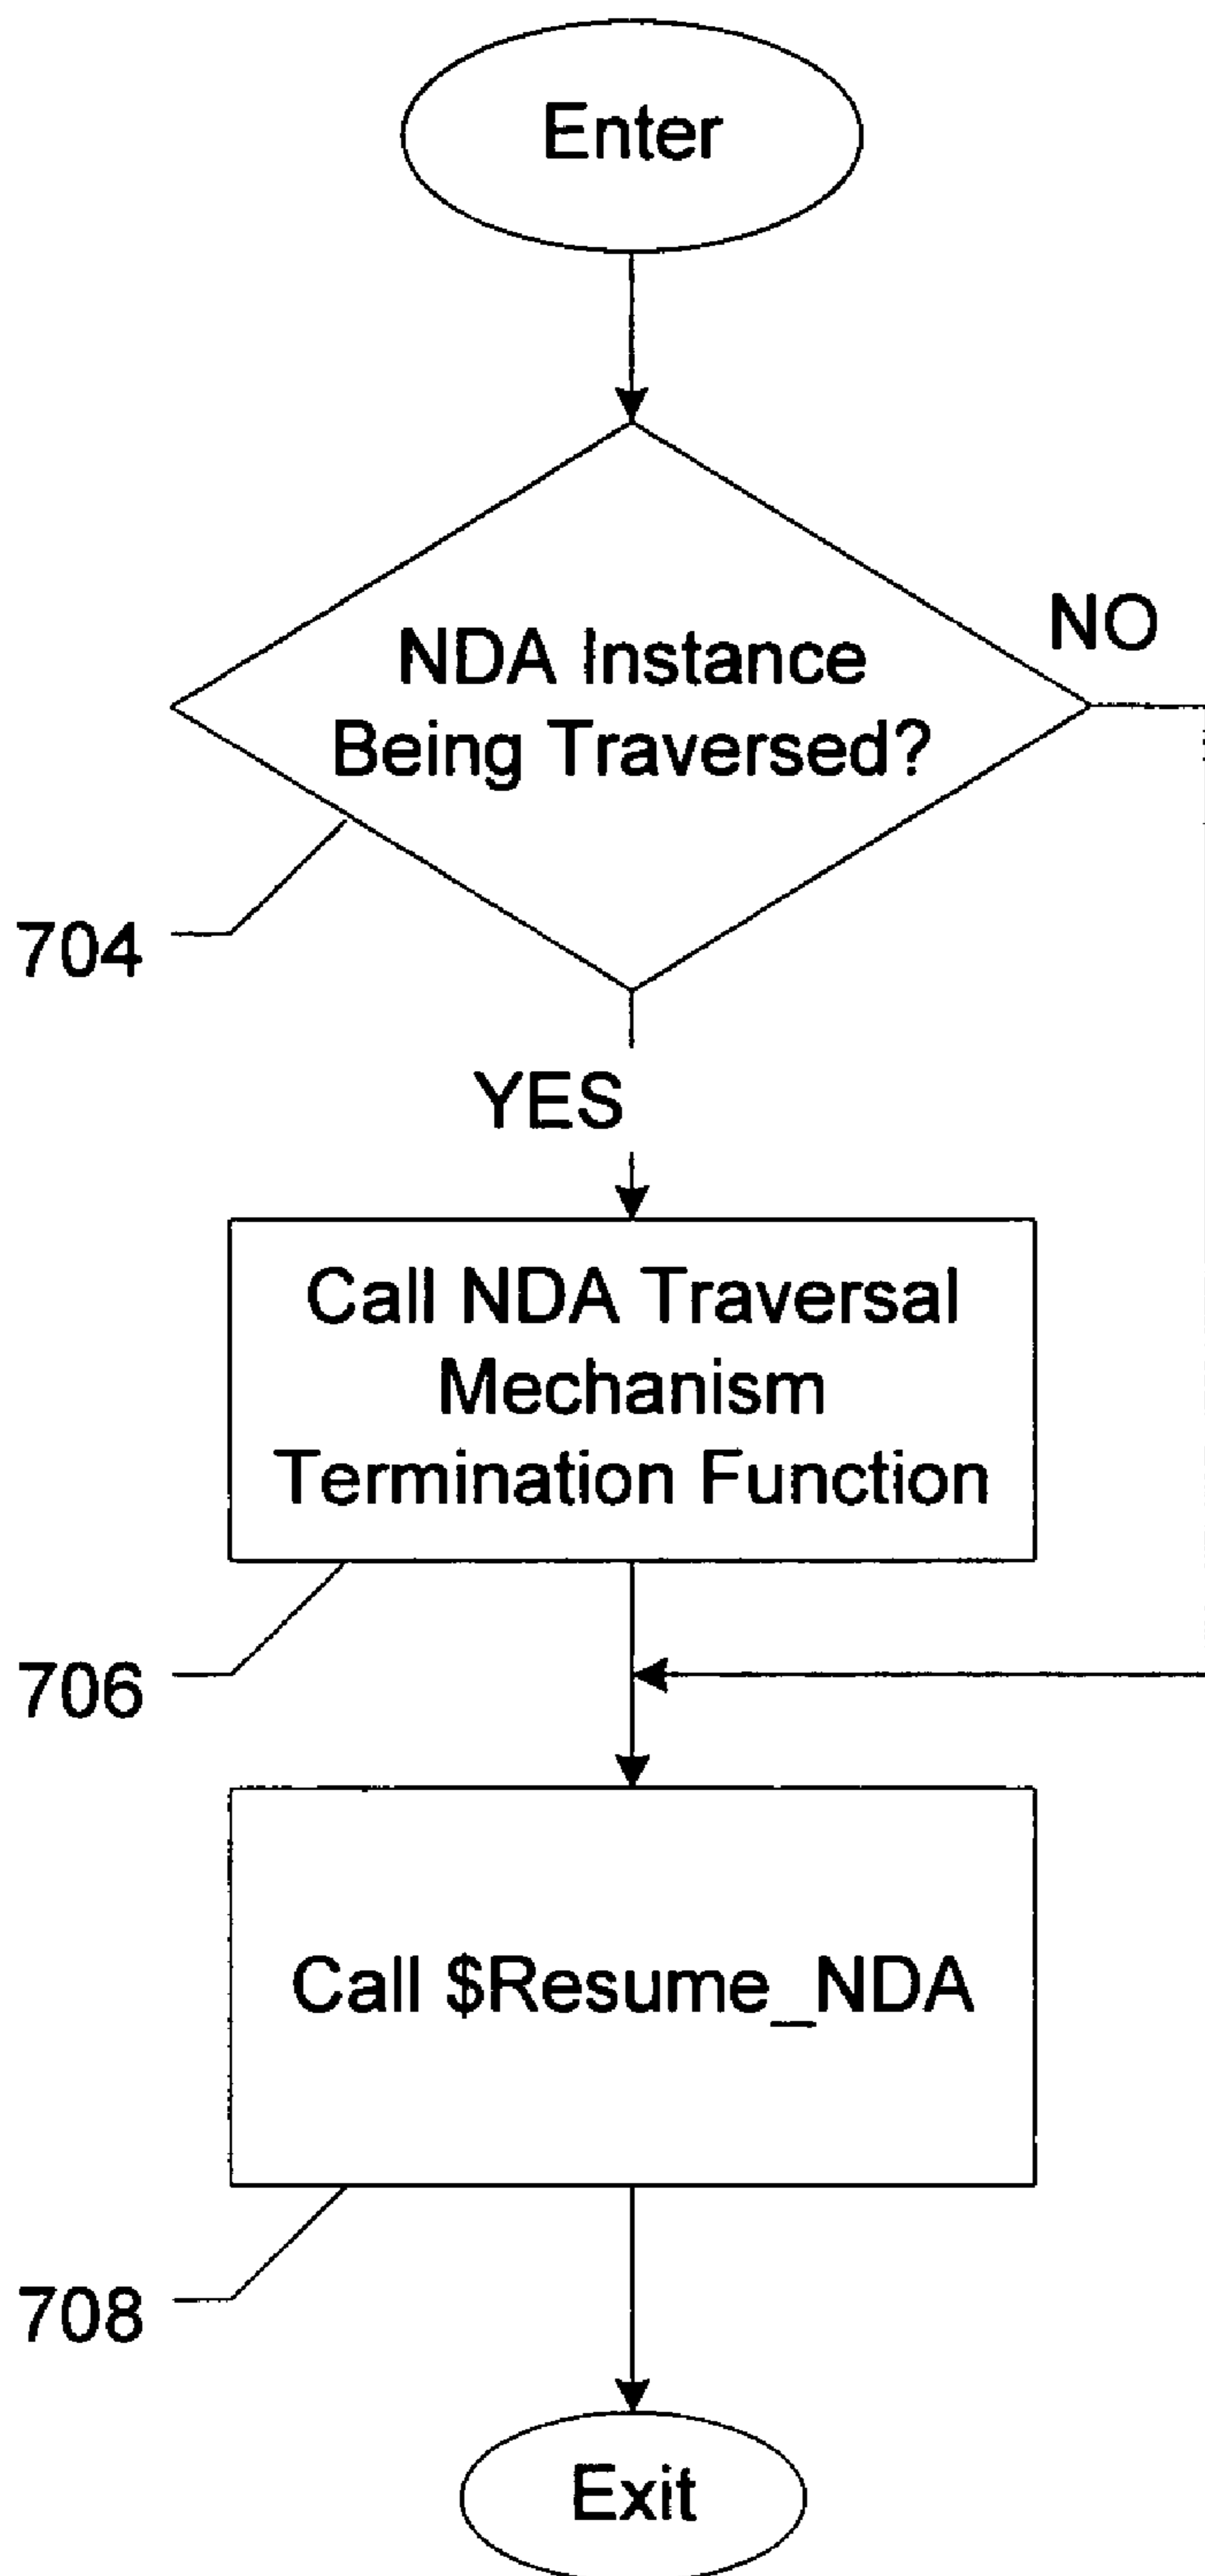 Enter
NDA Instance
Being Traversed?
NO
704
YES
Call NDA Traversal
Mechanism
Termination Function
706
Call $Resume_NDA
708
Exit